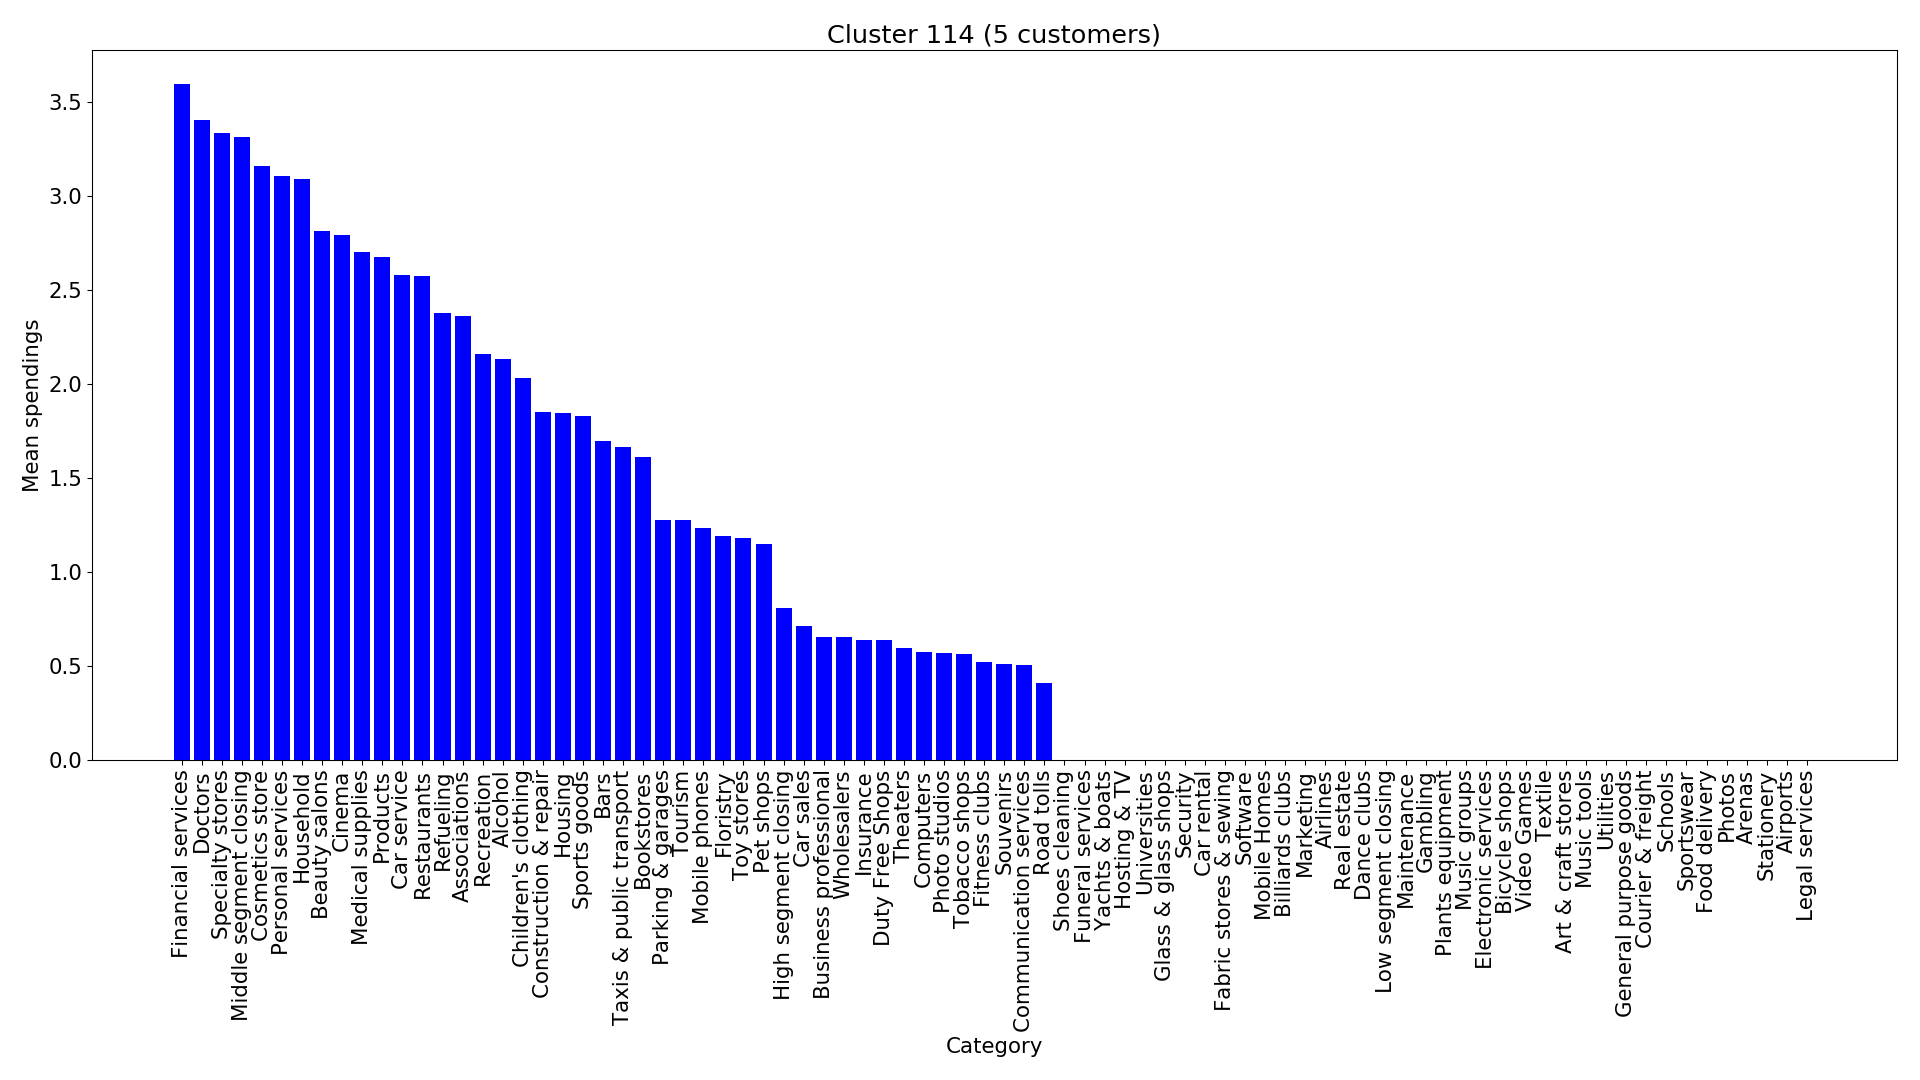 Cluster 114 (5 customers)
Mean spendings
3.5
3.0
2.5
2.0
1.5
1.0
0.5
0.0
Financial services
Doctors
Specialty stores
Middle segment closing
Cosmetics store
Personal services
Household
Beauty salons
Cinema
Medical supplies
Products
Car service
Restaurants
Refuelling
Associations
Recreation
Alcohol
Children's clothing
Construction & repair
Housing
Sports goods
Bars
Taxis & public transport
Bookstores
Parking & garages
Tourism
Mobile phones
Floristry
Toy stores
Pet shops
High segment closing
Car sales
Business professional
Wholesalers
Insurance
Duty Free Shops
Theaters
Computers
Photo studios
Tobacco shops
Fitness clubs
Souvenirs
Communication services
Road tolls
Shoes cleaning
Funeral services
Yachts & boats
Hosting & TV
Universities
Glass & glass shops
Security
Car rental
Fabric stores & sewing
Software
Mobile Homes
Billiards clubs
Marketing
Airlines
Real estate
Dance clubs
Low segment closing
Maintenance
Gambling
Plants equipment
Music groups
Electronic services
Bicycle shops
Video Games
Textile
Art & craft stores
Music tools
Utilities
General purpose goods
Courier & freight
Schools
Sportswear
Food delivery
Photos
Arenas
Stationery
Airports
Legal services
Category